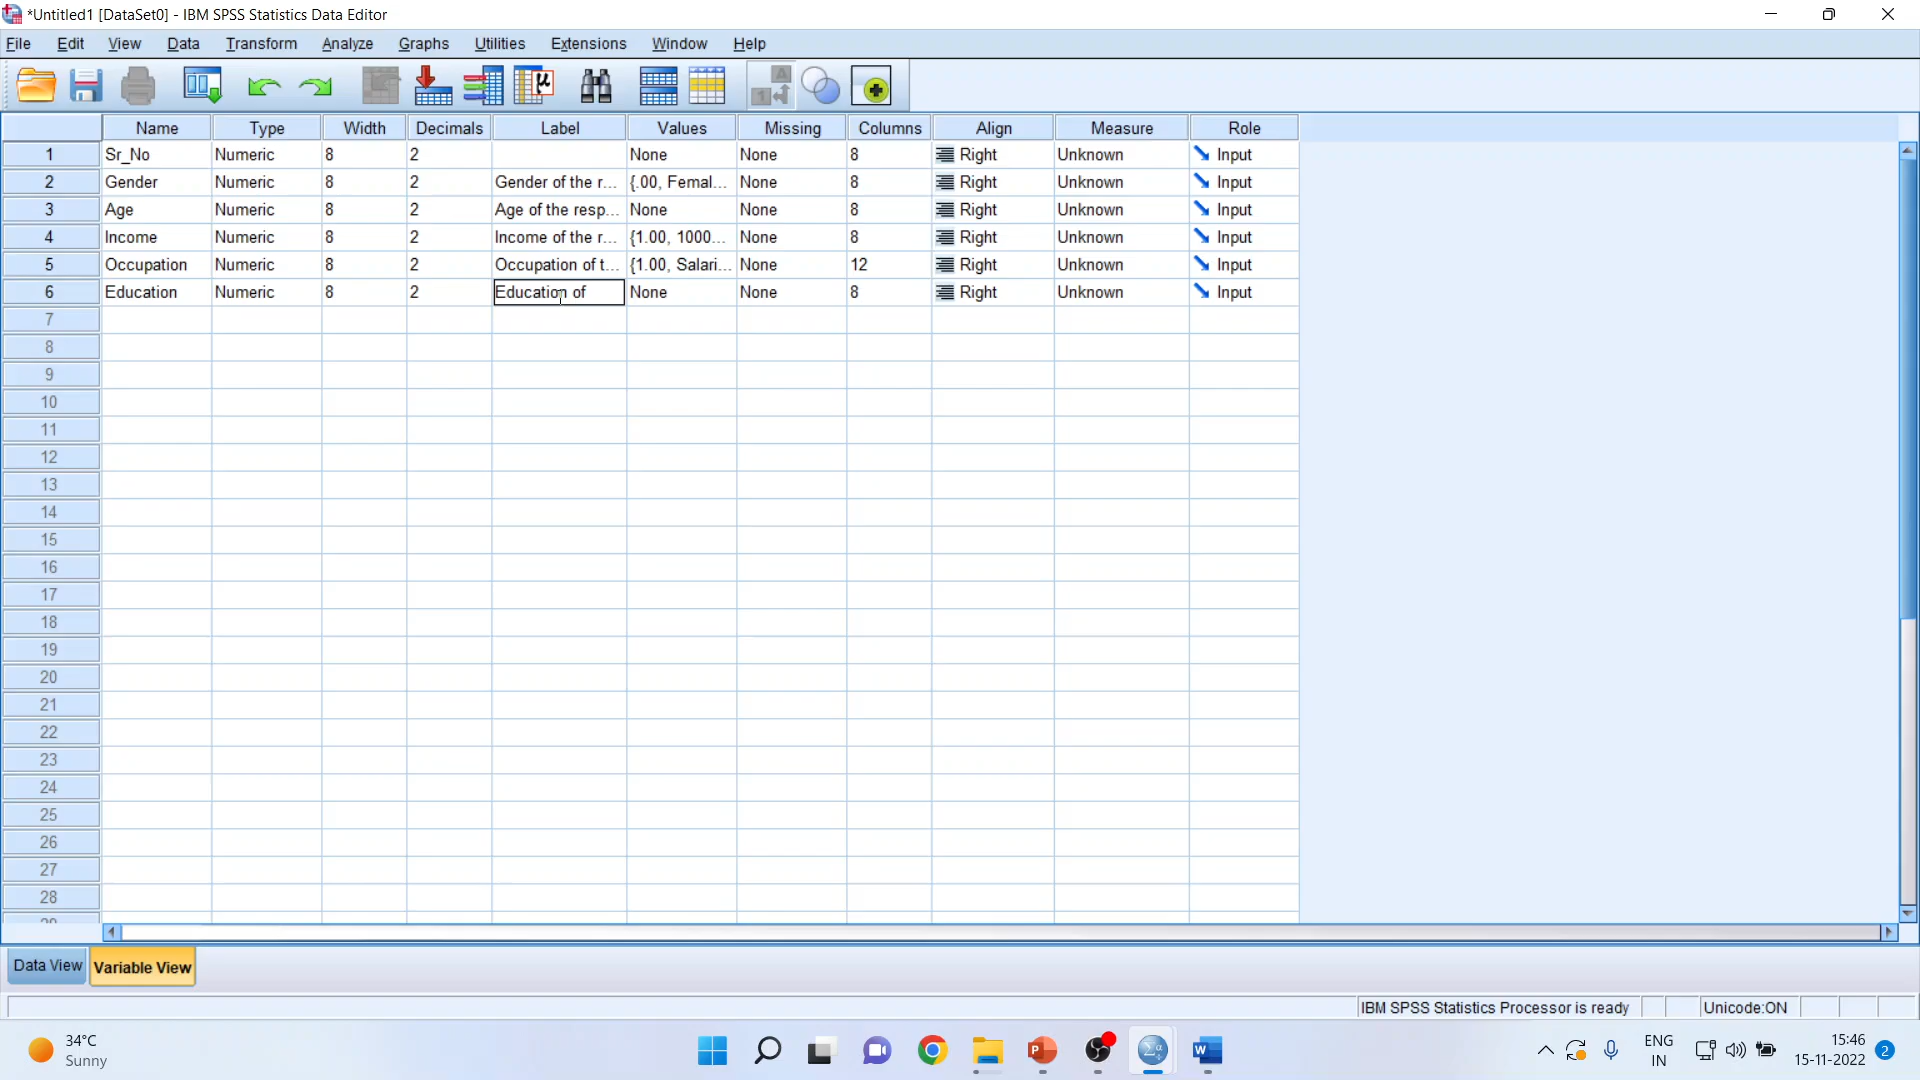 *Untitled1 [DataSet0] - IBM SPSS Statistics Data Editor
File Edit View Data Transform Analyze Graphs Utilities Extensions Window Help
Name Type Width Decimals Label Values Missing Columns Align Measure Role
1 Sr_No Numeric 8 2 None None 8 Right Unknown Input
2 Gender Numeric 8 2 Gender of the r... {.00, Femal... None 8 Right Unknown Input
3 Age Numeric 8 2 Age of the resp... None None 8 Right Unknown Input
4 Income Numeric 8 2 Income of the r... {1.00, 1000... None 8 Right Unknown Input
5 Occupation Numeric 8 2 Occupation of t... {1.00, Salari... None 12 Right Unknown Input
6 Education Numeric 8 2 Education of None None 8 Right Unknown Input
7
8
9
10
11
12
13
14
15
16
17
18
19
20
21
22
23
24
25
26
27
28
29
Data View Variable View
IBM SPSS Statistics Processor is ready Unicode:ON
34°C
Sunny
ENG
IN
15:46
15-11-2022
2